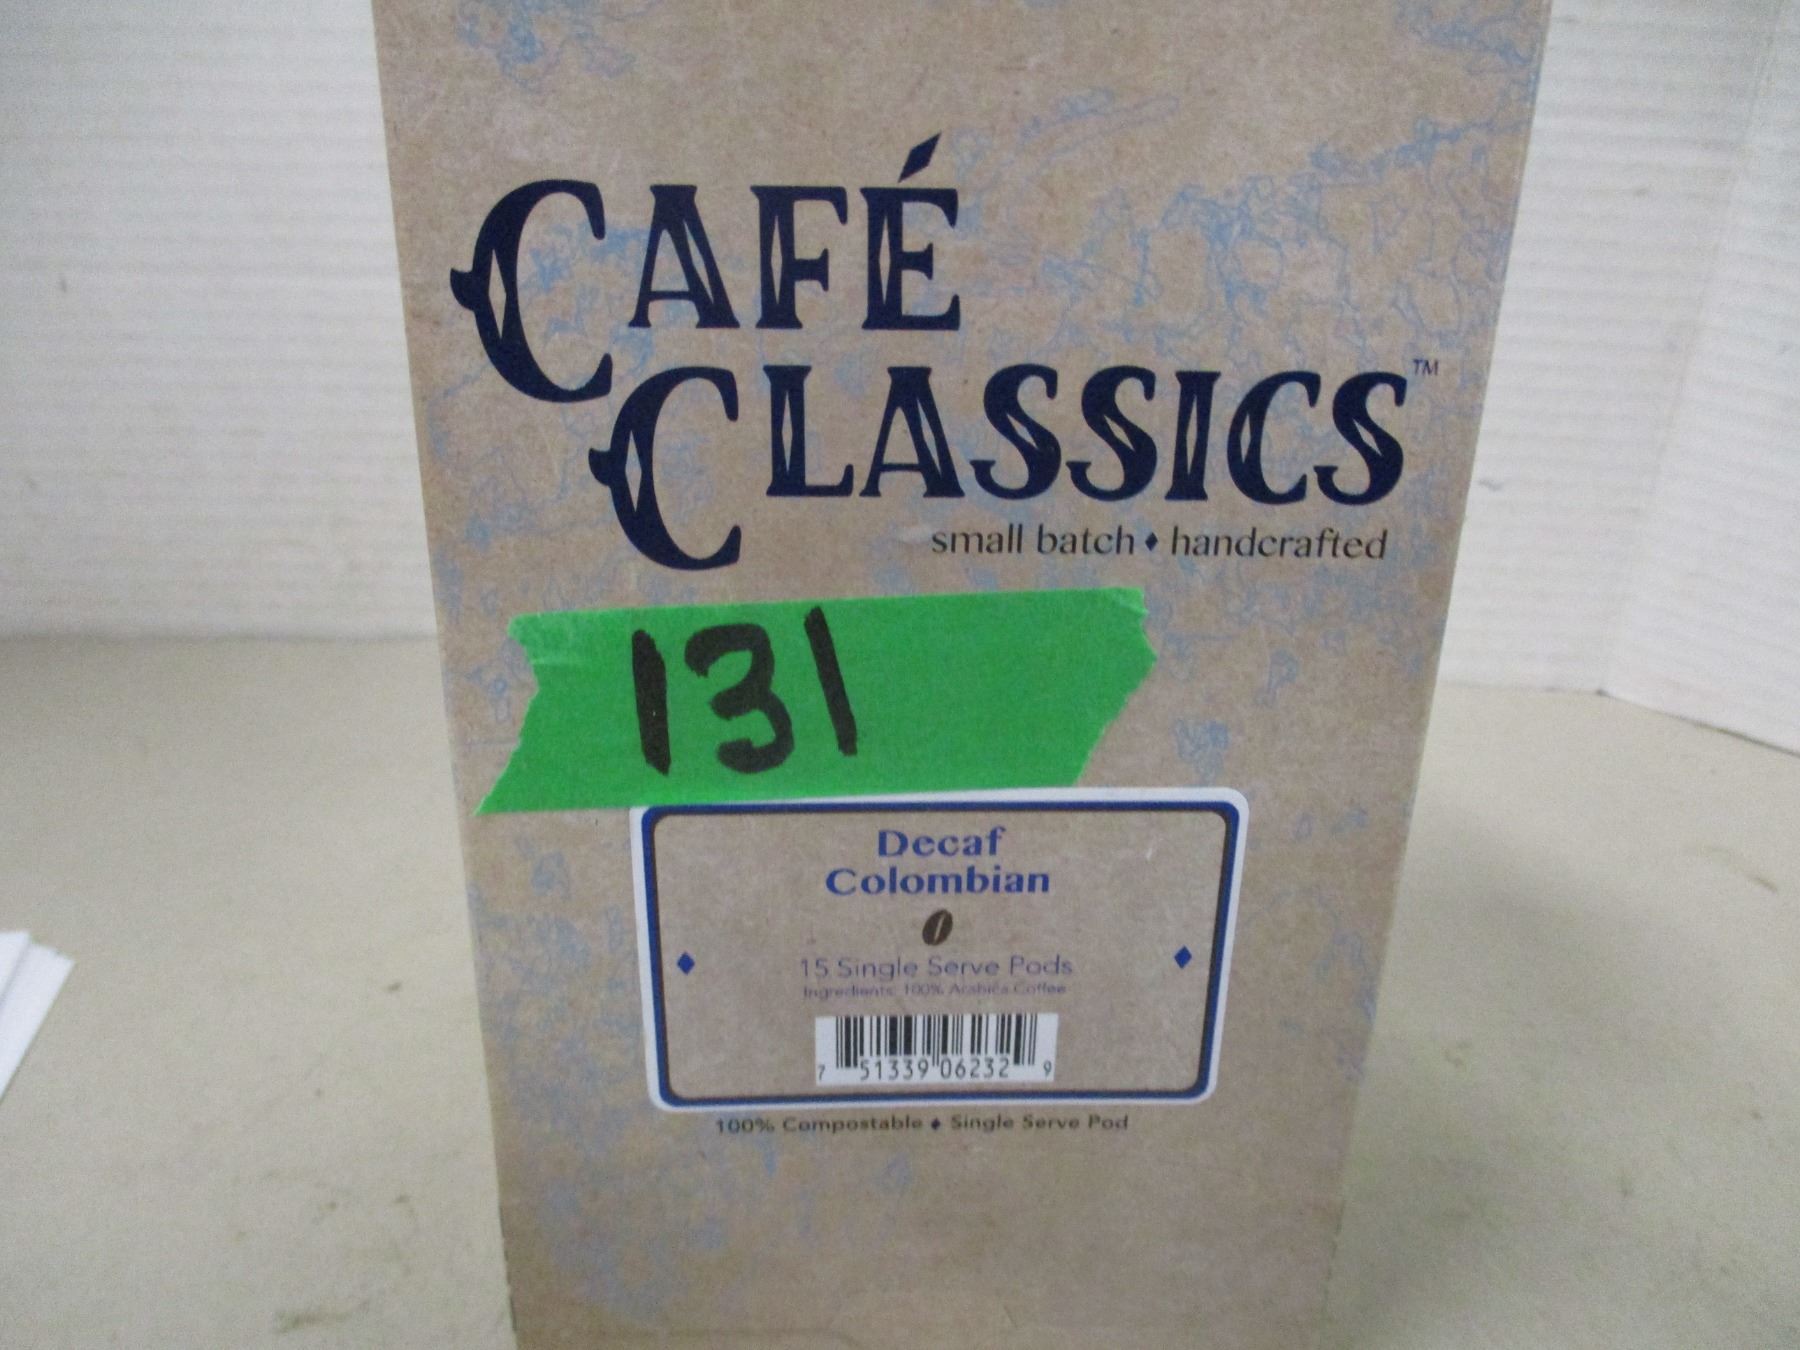 CAFÉ
CLASSICS™
small batch ♦ handcrafted
131
Decaf
Colombian
15 Single Serve Pods
Ingredients: 100% Arabica Coffee
7 51339 06232 9
100% Compostable ♦ Single Serve Pod